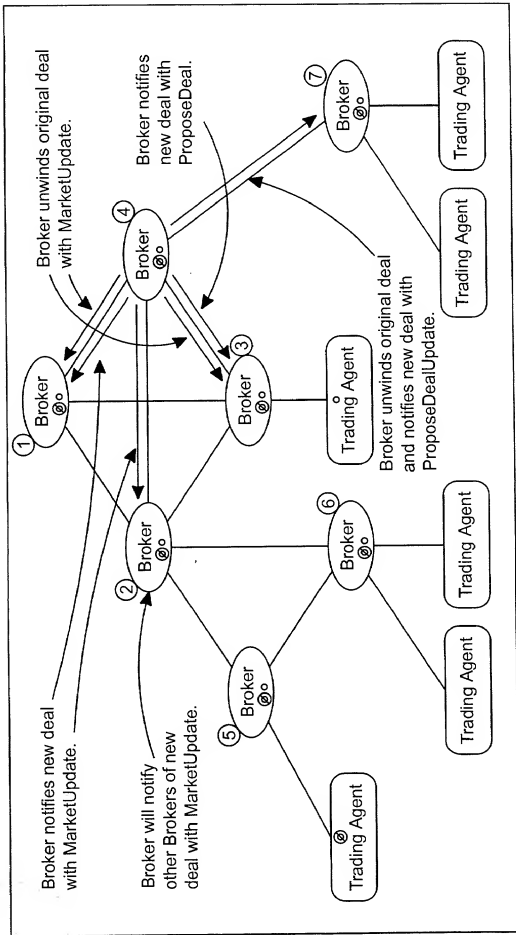 Broker notifies new deal
with MarketUpdate.
Broker will notify
other Brokers of new
deal with MarketUpdate.
Broker unwinds original deal
with MarketUpdate.
Broker notifies
new deal with
ProposeDeal.
Broker unwinds original deal
and notifies new deal with
ProposeDealUpdate.
1
Broker
2
Broker
3
Broker
4
Broker
5
Broker
6
Broker
7
Broker
Trading Agent
Trading Agent
Trading Agent
Trading Agent
Trading Agent
Trading Agent